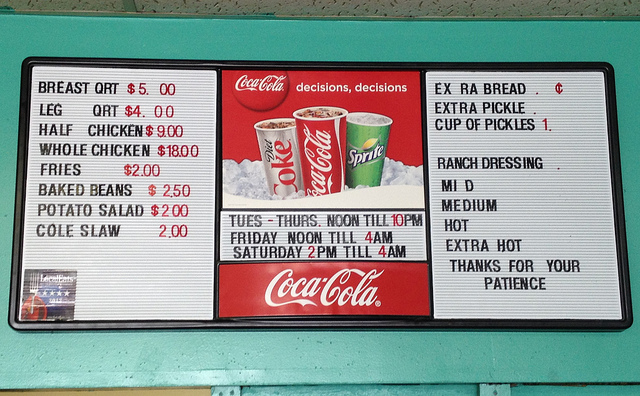 BREAST QRT $5. 00
LEG QRT $4. 00
HALF CHICKEN $9.00
WHOLE CHICKEN $18.00
FRIES $2.00
BAKED BEANS $ 2,50
POTATO SALAD $2 00
COLE SLAW 2.00
Coca-Cola decisions, decisions
Diet Coke
Coca-Cola
Sprite
TUES - THURS. NOON TILL 10PM
FRIDAY NOON TILL 4AM
SATURDAY 2PM TILL 4AM
Coca-Cola
EX RA BREAD . ¢
EXTRA PICKLE .
CUP OF PICKLES 1.
RANCH DRESSING .
MI D
MEDIUM
HOT
EXTRA HOT
THANKS FOR YOUR
PATIENCE